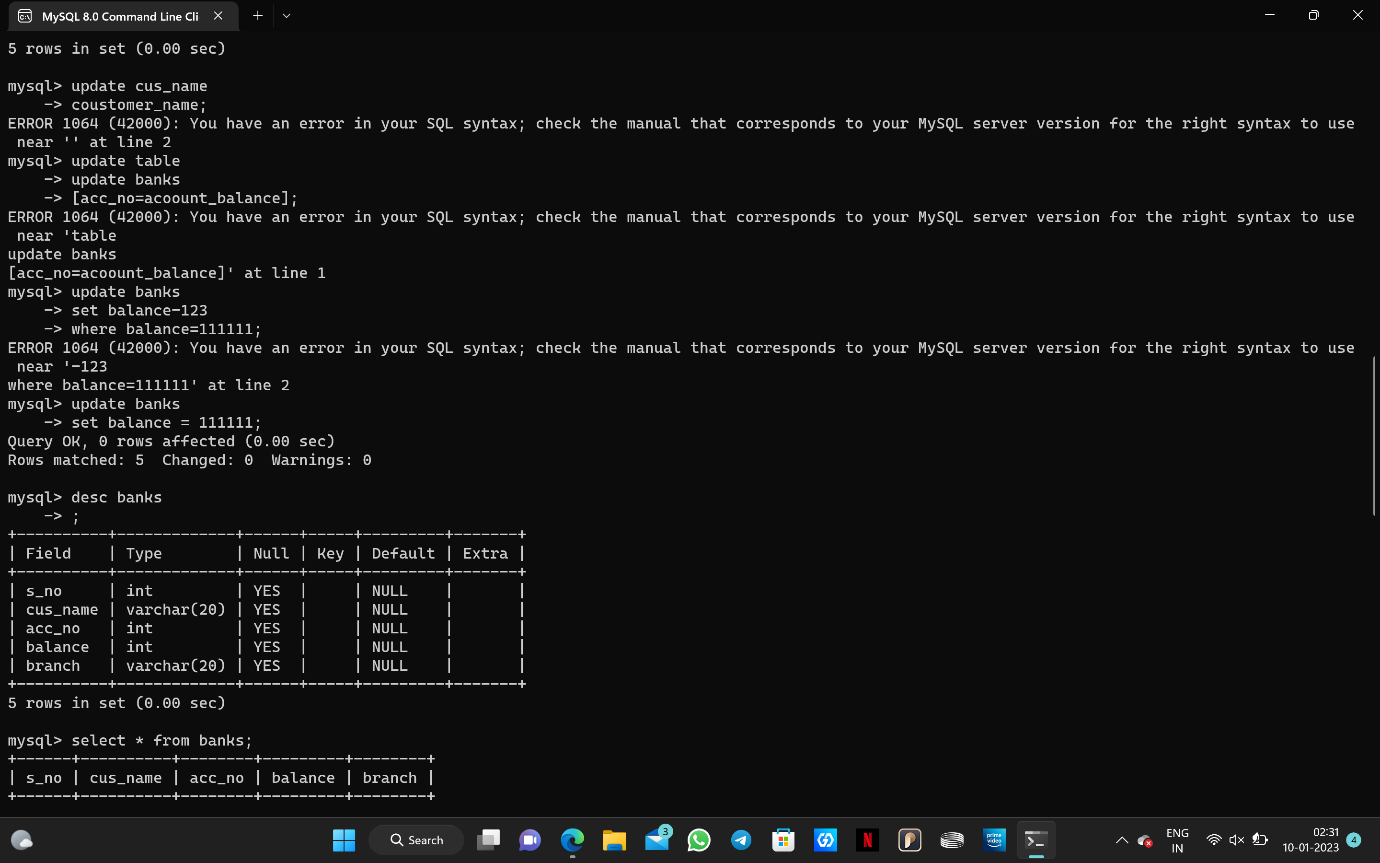 MySQL 8.0 Command Line Cli
5 rows in set (0.00 sec)
mysql> update cus_name
    -> coustomer_name;
ERROR 1064 (42000): You have an error in your SQL syntax; check the manual that corresponds to your MySQL server version for the right syntax to use
 near '' at line 2
mysql> update table
    -> update banks
    -> [acc_no=acoount_balance];
ERROR 1064 (42000): You have an error in your SQL syntax; check the manual that corresponds to your MySQL server version for the right syntax to use
 near 'table
update banks
[acc_no=acoount_balance]' at line 1
mysql> update banks
    -> set balance-123
    -> where balance=111111;
ERROR 1064 (42000): You have an error in your SQL syntax; check the manual that corresponds to your MySQL server version for the right syntax to use
 near '-123
where balance=111111' at line 2
mysql> update banks
    -> set balance = 111111;
Query OK, 0 rows affected (0.00 sec)
Rows matched: 5  Changed: 0  Warnings: 0
mysql> desc banks
    -> ;
+----------+-------------+------+-----+---------+-------+
| Field    | Type        | Null | Key | Default | Extra |
+----------+-------------+------+-----+---------+-------+
| s_no     | int         | YES  |     | NULL    |       |
| cus_name | varchar(20) | YES  |     | NULL    |       |
| acc_no   | int         | YES  |     | NULL    |       |
| balance  | int         | YES  |     | NULL    |       |
| branch   | varchar(20) | YES  |     | NULL    |       |
+----------+-------------+------+-----+---------+-------+
5 rows in set (0.00 sec)
mysql> select * from banks;
+------+----------+--------+---------+--------+
| s_no | cus_name | acc_no | balance | branch |
+------+----------+--------+---------+--------+
Search
3
N
prime video
ENG
IN
02:31
10-01-2023
4